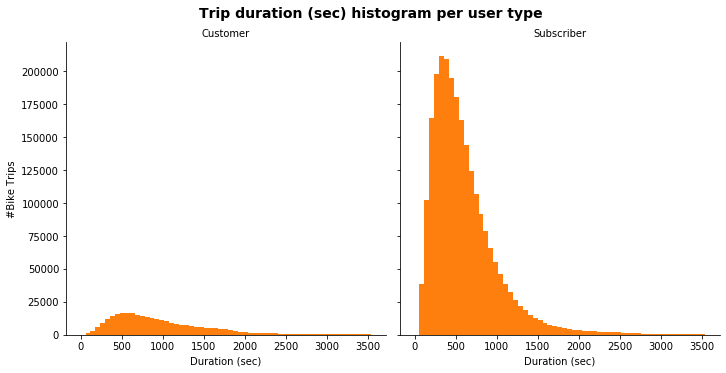 Trip duration (sec) histogram per user type
Customer
Subscriber
200000
175000
150000
125000
100000
75000
50000
25000
0
#Bike Trips
0 500 1000 1500 2000 2500 3000 3500
0 500 1000 1500 2000 2500 3000 3500
Duration (sec)
Duration (sec)